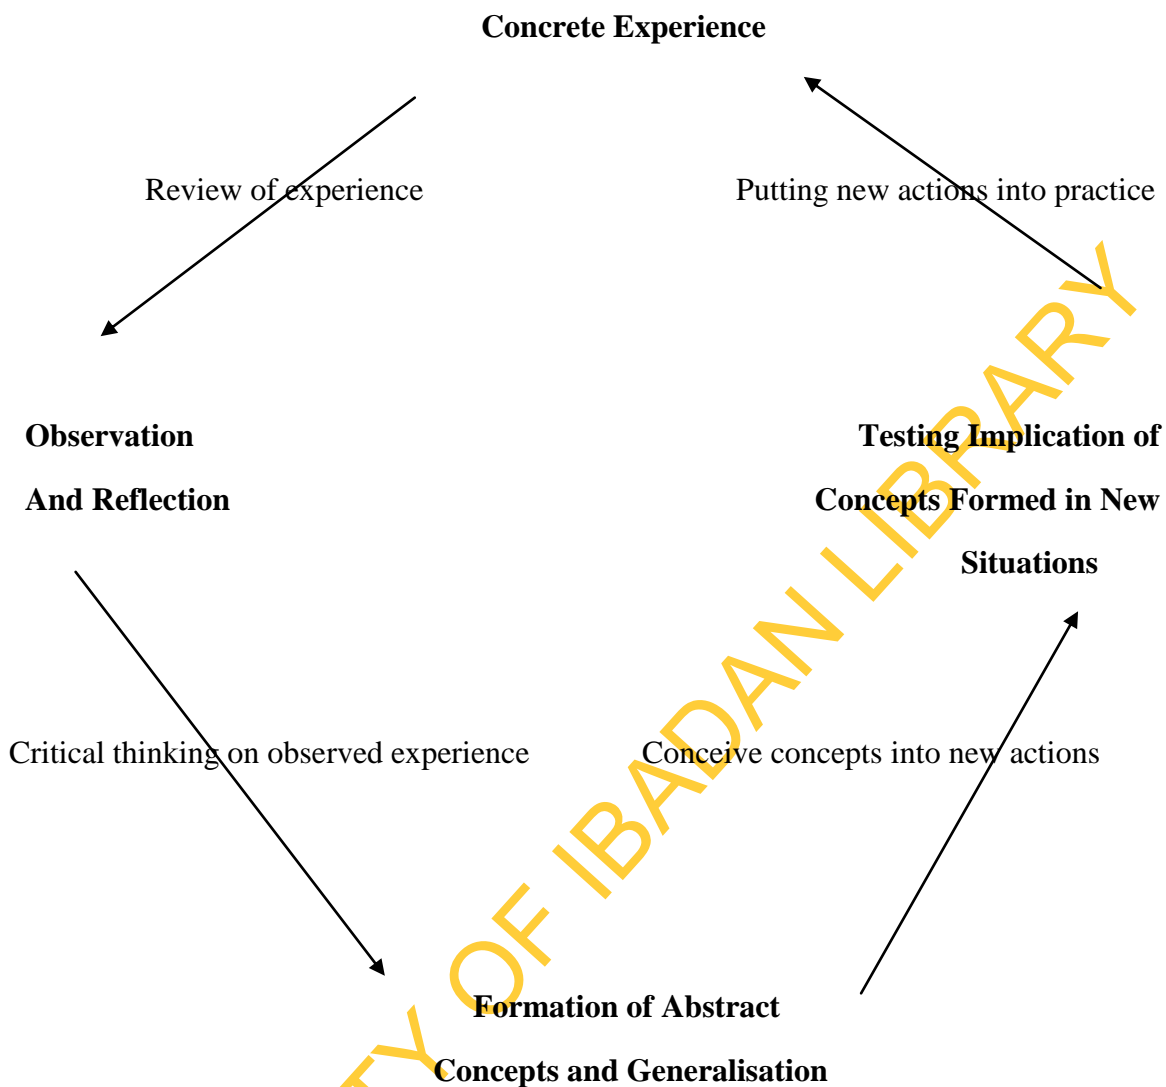 Concrete Experience
Review of experience
Putting new actions into practice
Observation
And Reflection
Testing Implication of
Concepts Formed in New
Situations
Critical thinking on observed experience
Conceive concepts into new actions
Formation of Abstract
Concepts and Generalisation
TY OF IBADAN LIBRARY